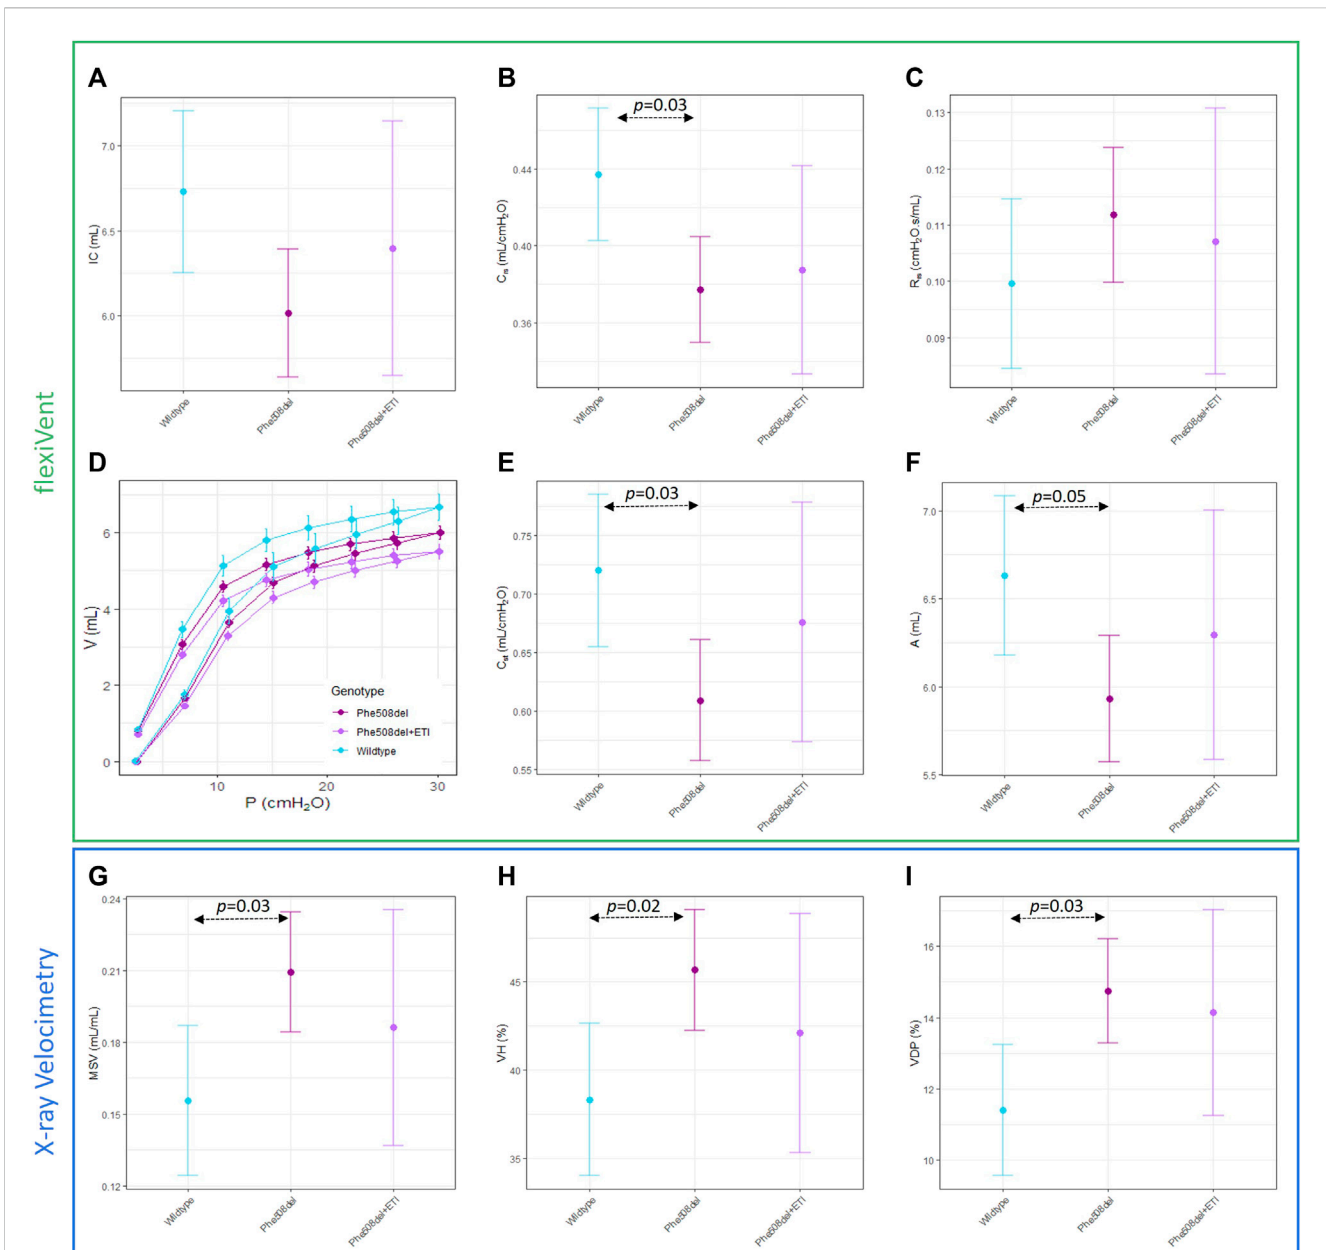 flexiVent
A
7.0
6.5
6.0
IC (mL)
Wildtype
Phe508del
Phe508del+ETI
B
p=0.03
0.44
0.40
0.36
Crs (mL/cmH2O)
Wildtype
Phe508del
Phe508del+ETI
C
0.13
0.12
0.11
0.10
0.09
Rrs (cmH2O.s/mL)
Wildtype
Phe508del
Phe508del+ETI
D
6
4
2
0
V (mL)
Genotype
Phe508del
Phe508del+ETI
Wildtype
10
20
30
P (cmH2O)
E
p=0.03
0.75
0.70
0.65
0.60
0.55
Cst (mL/cmH2O)
Wildtype
Phe508del
Phe508del+ETI
F
p=0.05
7.0
6.5
6.0
5.5
A (mL)
Wildtype
Phe508del
Phe508del+ETI
X-ray Velocimetry
G
p=0.03
0.24
0.21
0.18
0.15
0.12
MSV (mL/mL)
Wildtype
Phe508del
Phe508del+ETI
H
p=0.02
45
40
35
VH (%)
Wildtype
Phe508del
Phe508del+ETI
I
p=0.03
16
14
12
10
VDP (%)
Wildtype
Phe508del
Phe508del+ETI